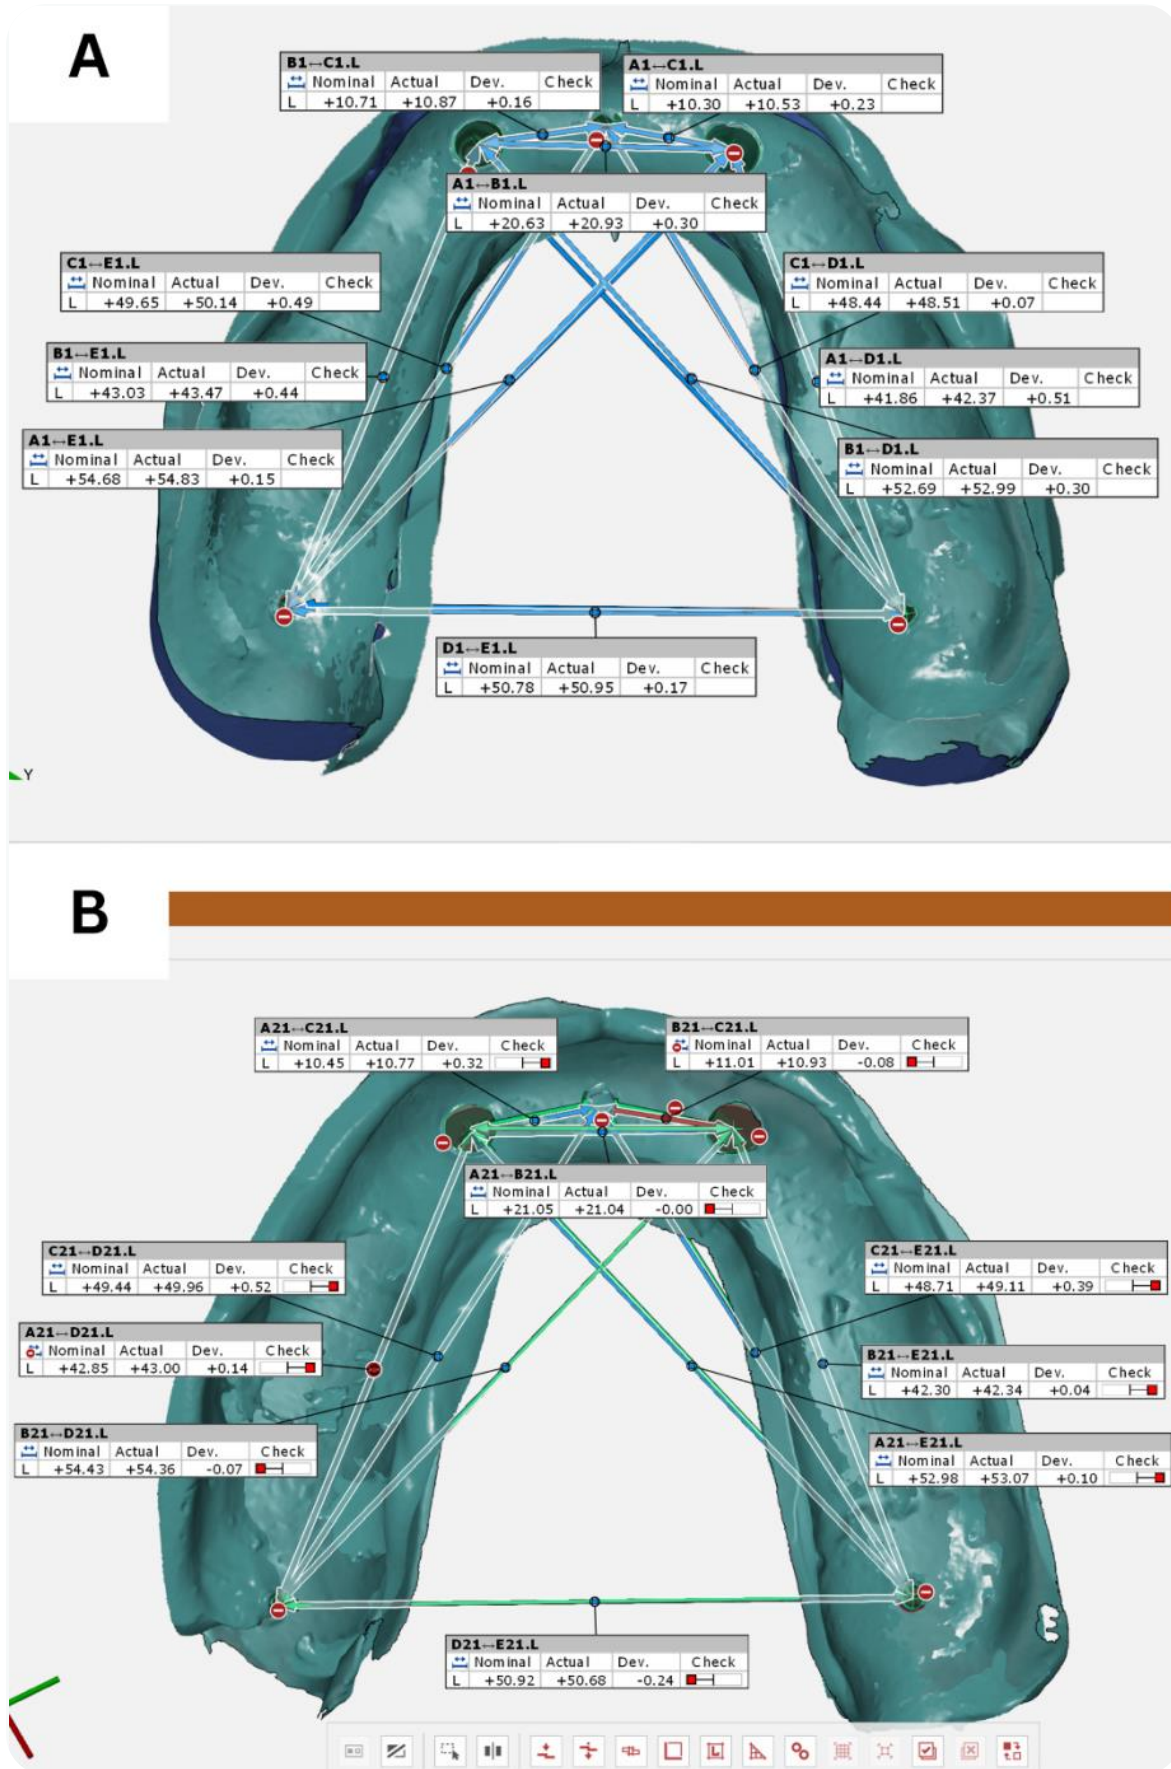 A
B1↔C1.L
Nominal Actual Dev. Check
L +10.71 +10.87 +0.16
A1↔C1.L
Nominal Actual Dev. Check
L +10.30 +10.53 +0.23
A1↔B1.L
Nominal Actual Dev. Check
L +20.63 +20.93 +0.30
C1↔E1.L
Nominal Actual Dev. Check
L +49.65 +50.14 +0.49
C1↔D1.L
Nominal Actual Dev. Check
L +48.44 +48.51 +0.07
B1↔E1.L
Nominal Actual Dev. Check
L +43.03 +43.47 +0.44
A1↔D1.L
Nominal Actual Dev. Check
L +41.86 +42.37 +0.51
A1↔E1.L
Nominal Actual Dev. Check
L +54.68 +54.83 +0.15
B1↔D1.L
Nominal Actual Dev. Check
L +52.69 +52.99 +0.30
D1↔E1.L
Nominal Actual Dev. Check
L +50.78 +50.95 +0.17
Y
B
A21↔C21.L
Nominal Actual Dev. Check
L +10.45 +10.77 +0.32
B21↔C21.L
Nominal Actual Dev. Check
L +11.01 +10.93 -0.08
A21↔B21.L
Nominal Actual Dev. Check
L +21.05 +21.04 -0.00
C21↔D21.L
Nominal Actual Dev. Check
L +49.44 +49.96 +0.52
C21↔E21.L
Nominal Actual Dev. Check
L +48.71 +49.11 +0.39
A21↔D21.L
Nominal Actual Dev. Check
L +42.85 +43.00 +0.14
B21↔E21.L
Nominal Actual Dev. Check
L +42.30 +42.34 +0.04
B21↔D21.L
Nominal Actual Dev. Check
L +54.43 +54.36 -0.07
A21↔E21.L
Nominal Actual Dev. Check
L +52.98 +53.07 +0.10
D21↔E21.L
Nominal Actual Dev. Check
L +50.92 +50.68 -0.24